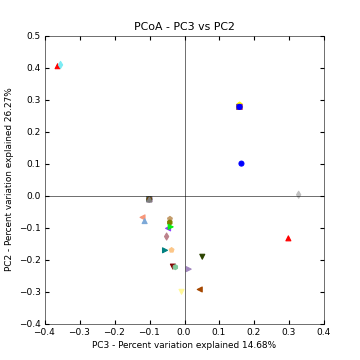 PCoA - PC3 vs PC2
0.5
0.4
0.3
0.2
0.1
0.0
−0.1
−0.2
−0.3
−0.4
PC2 - Percent variation explained 26.27%
−0.4 −0.3 −0.2 −0.1 0.0 0.1 0.2 0.3 0.4
PC3 - Percent variation explained 14.68%